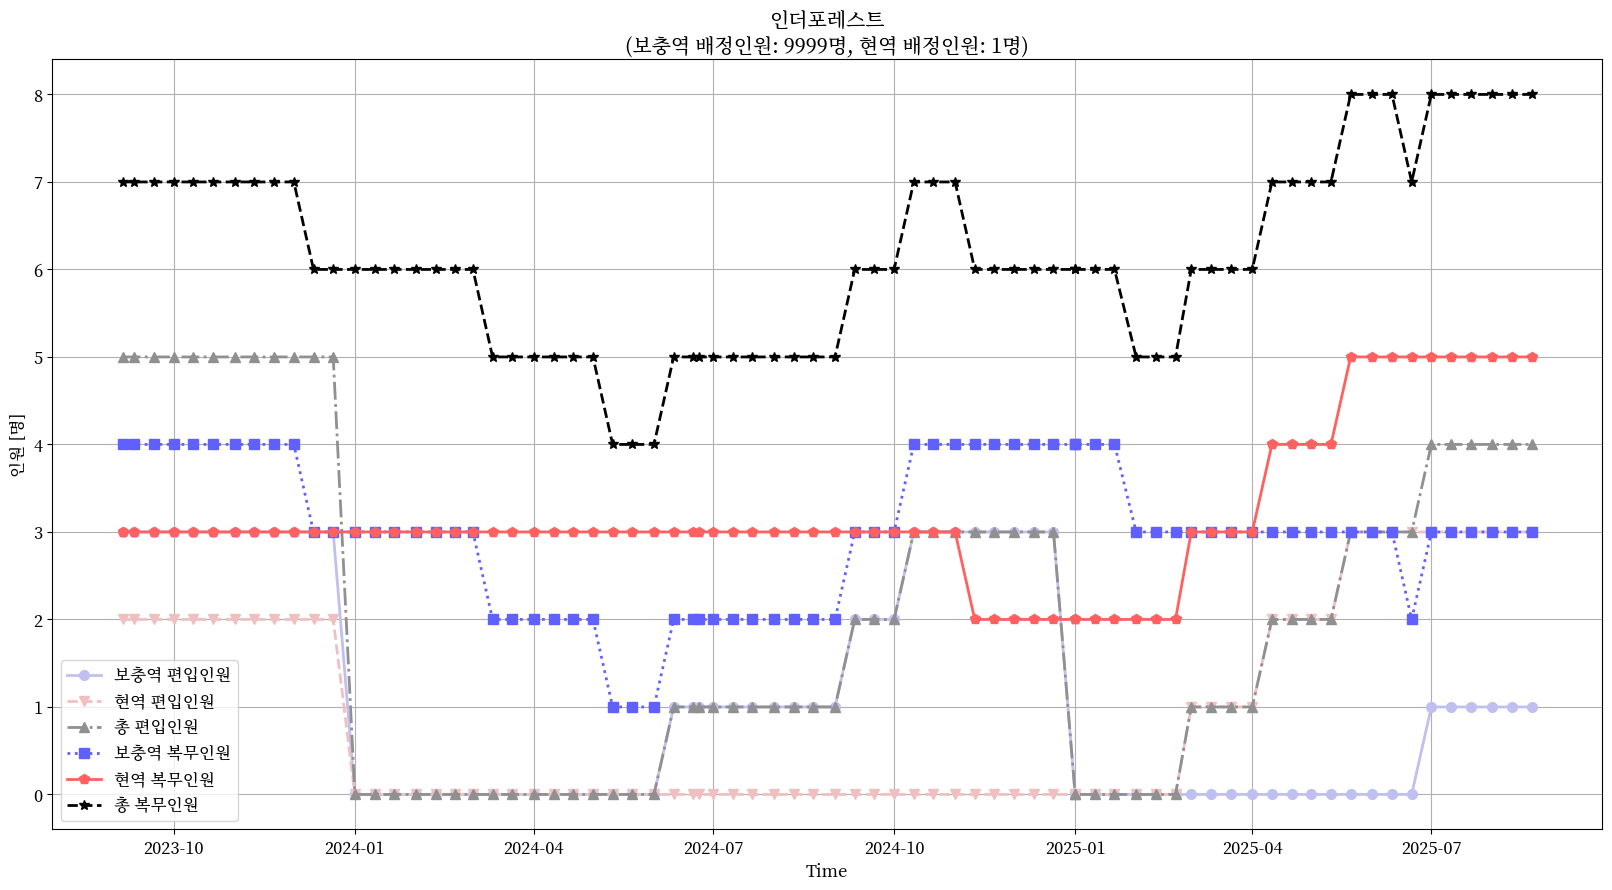 인더포레스트
(보충역 배정인원: 9999명, 현역 배정인원: 1명)
8
7
6
5
4
3
2
1
0
인원 [명]
보충역 편입인원
현역 편입인원
총 편입인원
보충역 복무인원
현역 복무인원
총 복무인원
2023-10
2024-01
2024-04
2024-07
2024-10
2025-01
2025-04
2025-07
Time